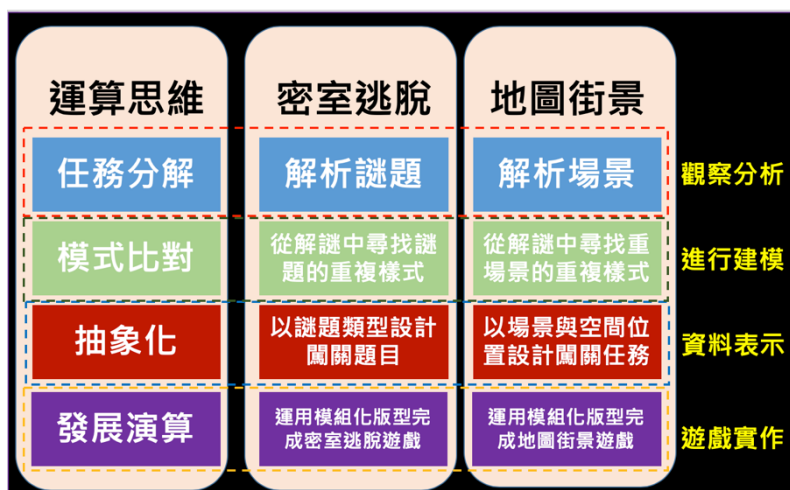 運算思維
密室逃脫
地圖街景
任務分解
解析謎題
解析場景
觀察分析
模式比對
從解謎中尋找謎
題的重複樣式
從解謎中尋找重
場景的重複樣式
進行建模
抽象化
以謎題類型設計
闖關題目
以場景與空間位
置設計闖關任務
資料表示
發展演算
運用模組化版型完
成密室逃脫遊戲
運用模組化版型完
成地圖街景遊戲
遊戲實作